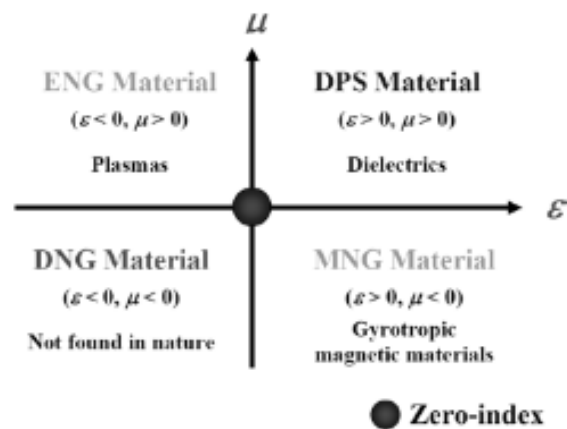 μ
ENG Material
(ε < 0, μ > 0)
Plasmas
DPS Material
(ε > 0, μ > 0)
Dielectrics
ε
DNG Material
(ε < 0, μ < 0)
Not found in nature
MNG Material
(ε > 0, μ < 0)
Gyrotropic
magnetic materials
Zero-index